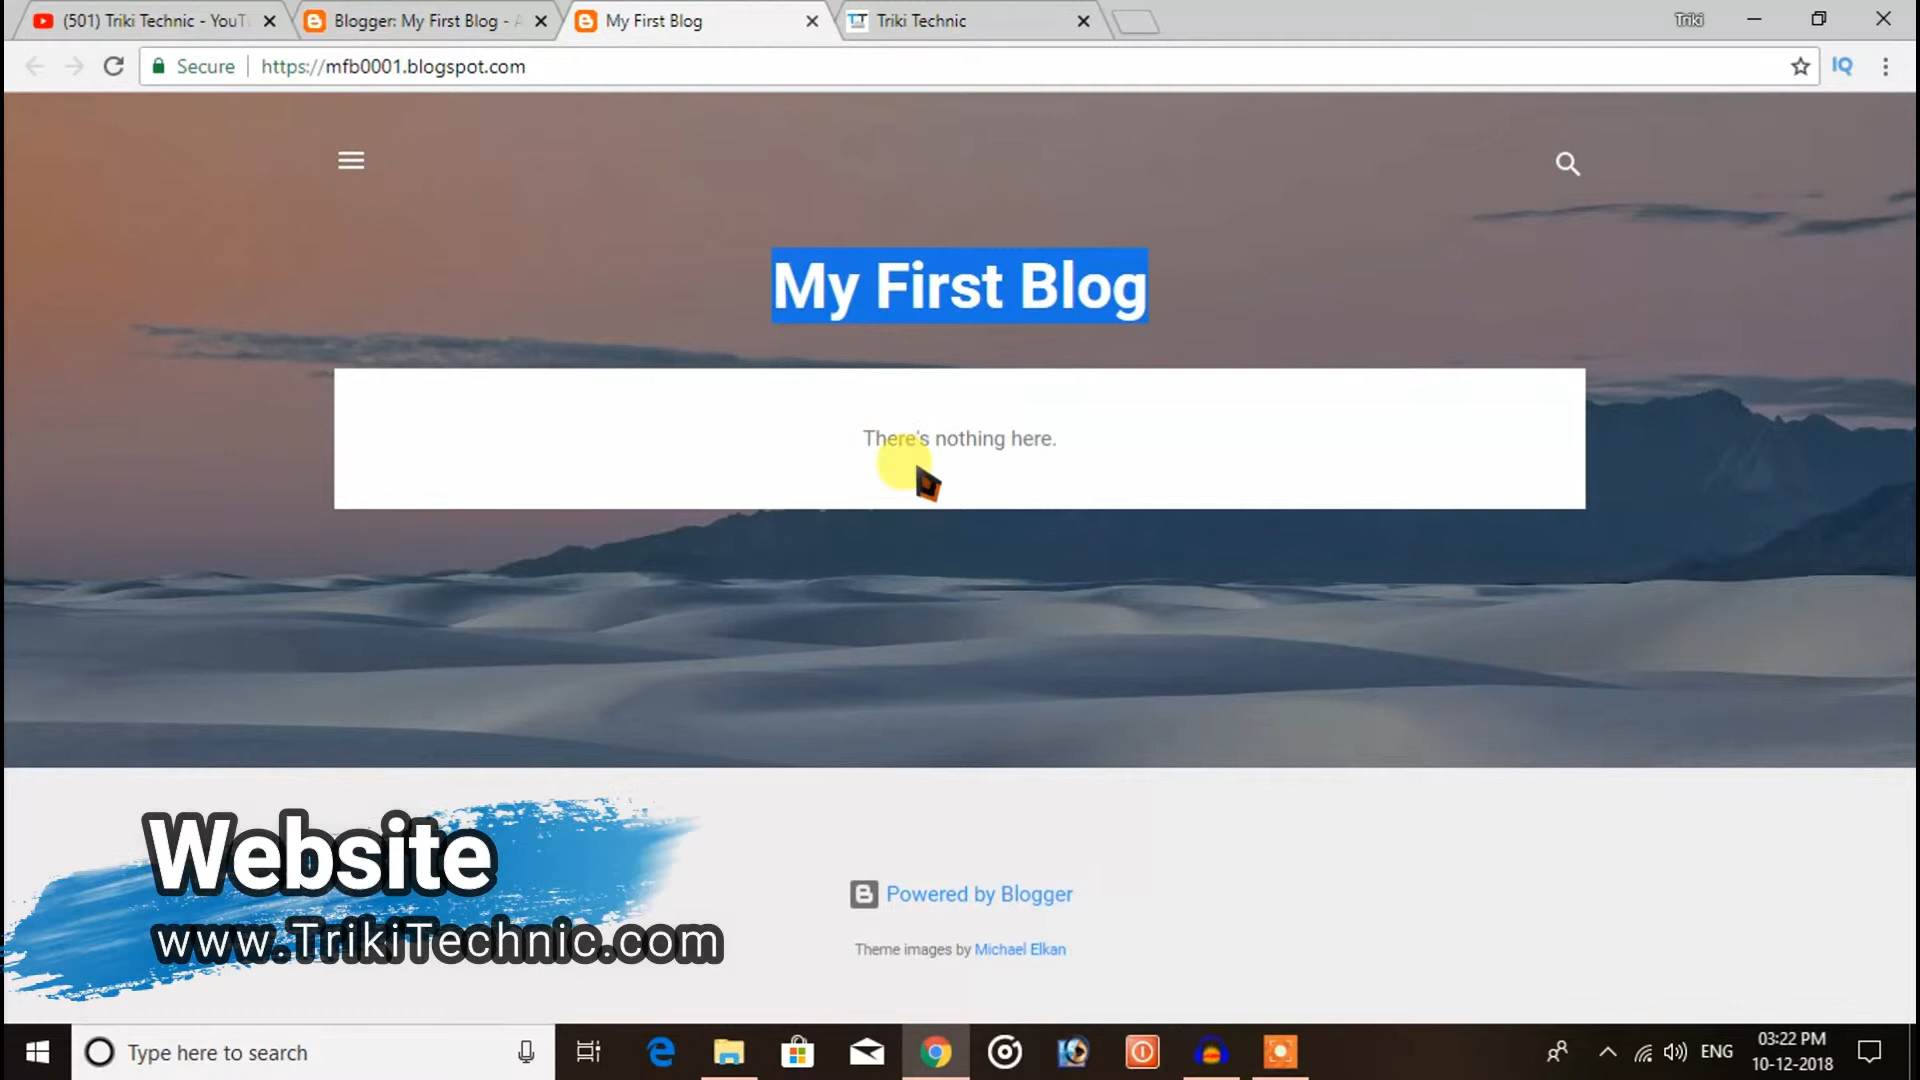 (501) Triki Technic - YouT
Blogger: My First Blog -
My First Blog
Triki Technic
Triki
Secure
https://mfb0001.blogspot.com
IQ
My First Blog
There's nothing here.
Website
www.TrikiTechnic.com
Powered by Blogger
Theme images by Michael Elkan
Type here to search
ENG
03:22 PM
10-12-2018